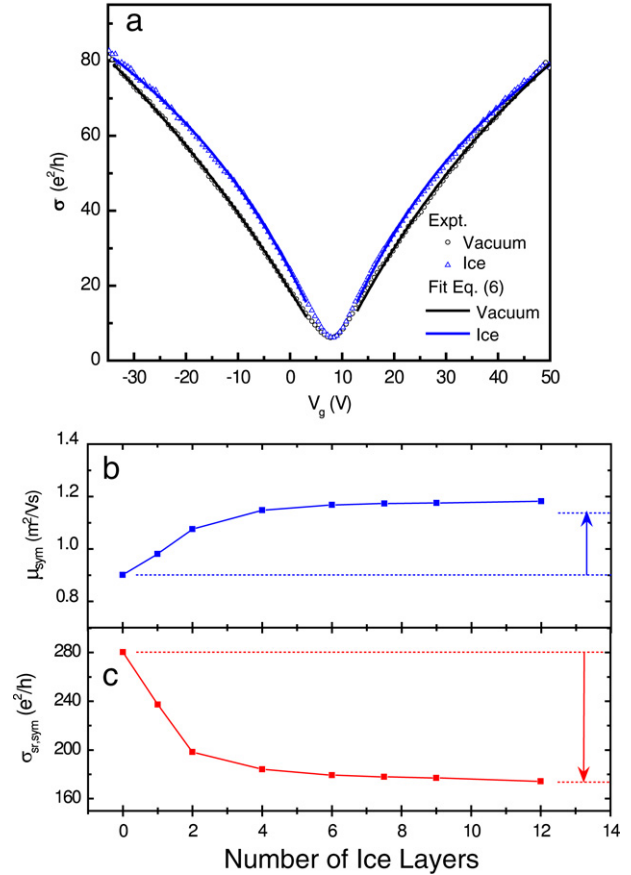 a
80
60
40
20
0
σ (e²/h)
Expt.
Vacuum
Ice
Fit Eq. (6)
Vacuum
Ice
-30 -20 -10 0 10 20 30 40 50
V_g (V)
b
1.4
1.2
1.0
0.8
μ_sym (m²/Vs)
c
280
240
200
160
σ_sr,sym (e²/h)
0 2 4 6 8 10 12 14
Number of Ice Layers